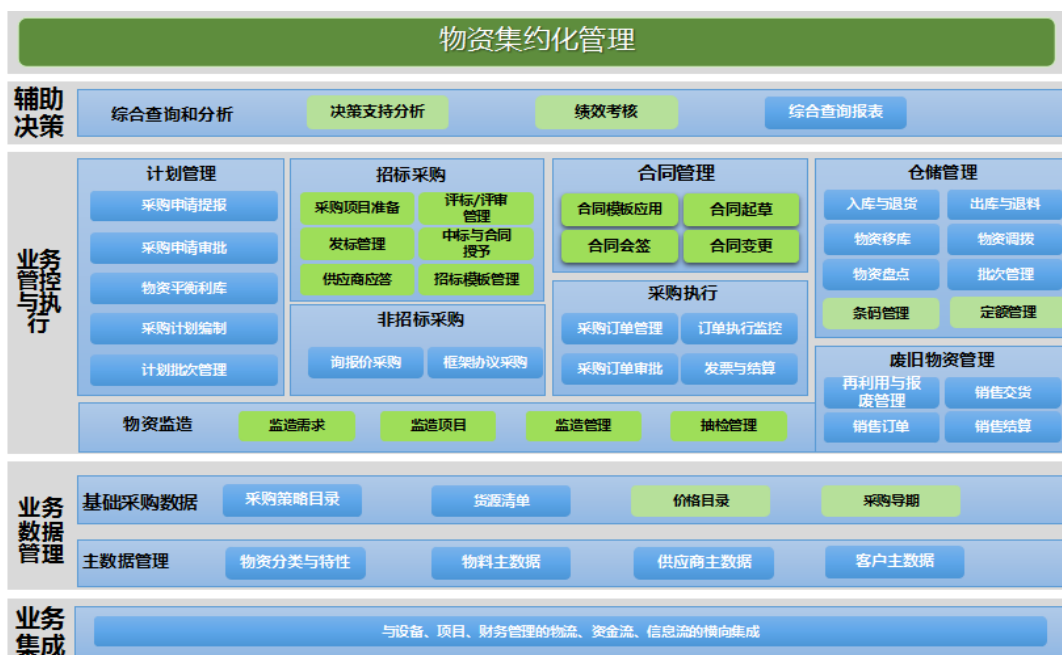 物资集约化管理
辅助
决策
综合查询和分析
决策支持分析
绩效考核
综合查询报表
业务
管控
与执
行
计划管理
采购申请提报
采购申请审批
物资平衡利库
采购计划编制
计划批次管理
招标采购
采购项目准备
评标/评审
管理
发标管理
中标与合同
授予
供应商应答
招标模板管理
非招标采购
询报价采购
框架协议采购
合同管理
合同模板应用
合同起草
合同会签
合同变更
采购执行
采购订单管理
订单执行监控
采购订单审批
发票与结算
仓储管理
入库与退货
出库与退料
物资移库
物资调拨
物资盘点
批次管理
条码管理
定额管理
废旧物资管理
再利用与报
废管理
销售交货
销售订单
销售结算
物资监造
监造需求
监造项目
监造管理
抽检管理
业务
数据
管理
基础采购数据
采购策略目录
货源清单
价格目录
采购导期
主数据管理
物资分类与特性
物料主数据
供应商主数据
客户主数据
业务
集成
与设备、项目、财务管理的物流、资金流、信息流的横向集成